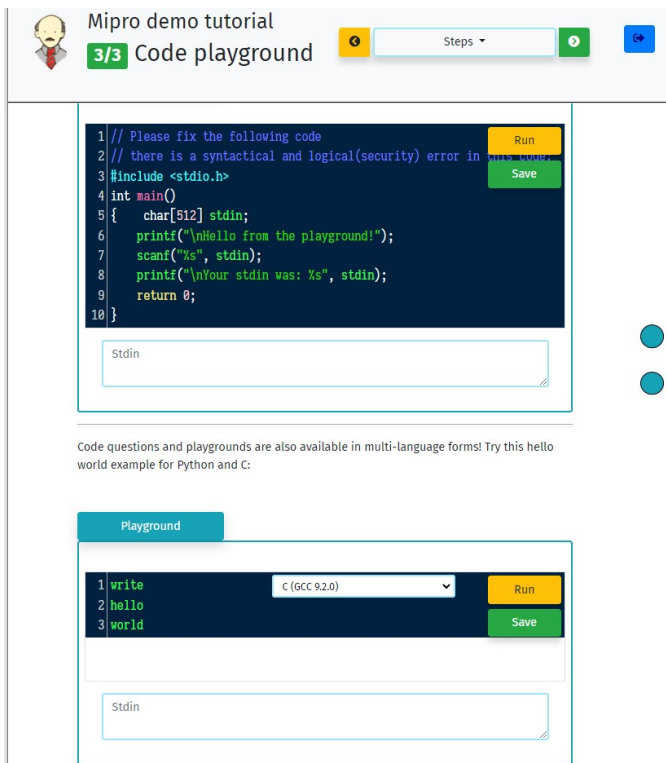 Mipro demo tutorial
3/3 Code playground
Steps
Run
Save
1 // Please fix the following code
2 // there is a syntactical and logical(security) error in this code.
3 #include <stdio.h>
4 int main()
5 {    char[512] stdin;
6     printf("\nHello from the playground!");
7     scanf("%s", stdin);
8     printf("\nYour stdin was: %s", stdin);
9     return 0;
10 }
Stdin
Code questions and playgrounds are also available in multi-language forms! Try this hello
world example for Python and C:
Playground
C (GCC 9.2.0)
Run
Save
1 write
2 hello
3 world
Stdin